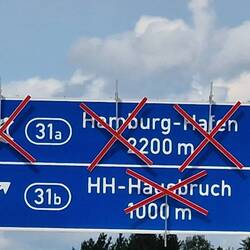 31a Hamburg-Hafen
2200 m
31b HH-Hausbruch
1000 m